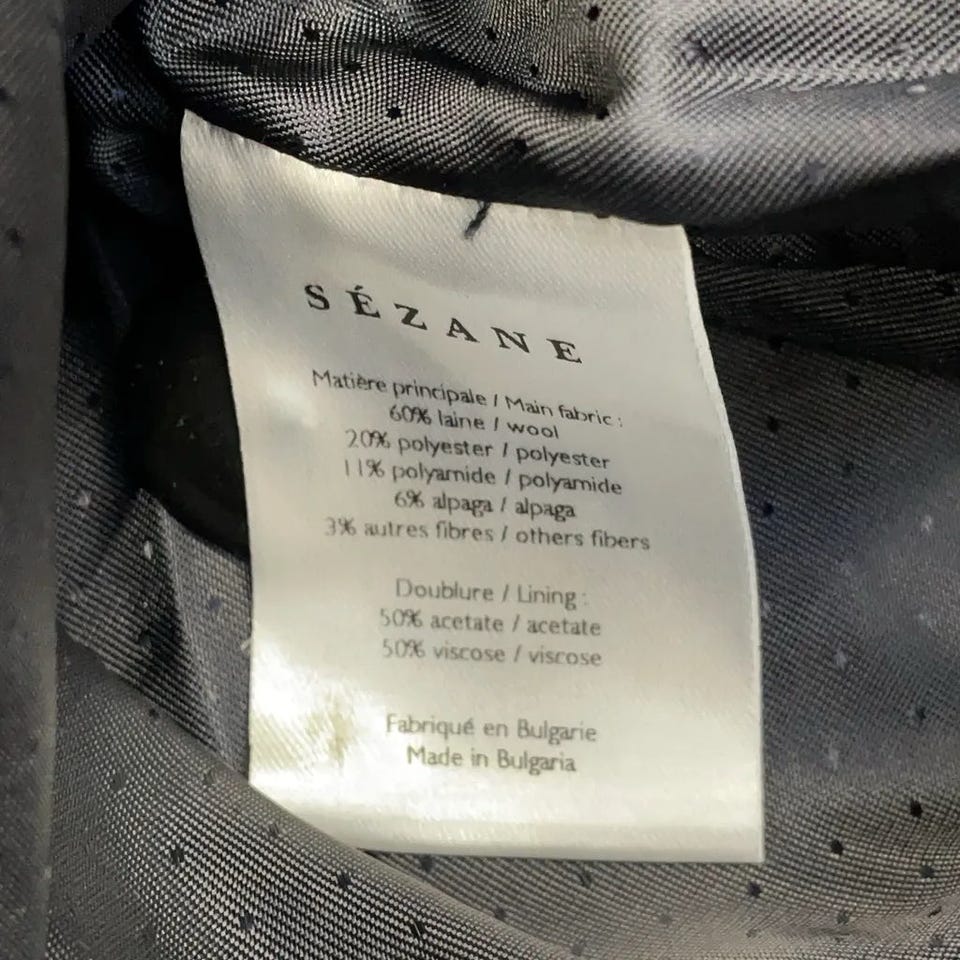 SÉZANE
Matière principale / Main fabric :
60% laine / wool
20% polyester / polyester
11% polyamide / polyamide
6% alpaga / alpaga
3% autres fibres / others fibers
Doublure / Lining :
50% acetate / acetate
50% viscose / viscose
Fabriqué en Bulgarie
Made in Bulgaria